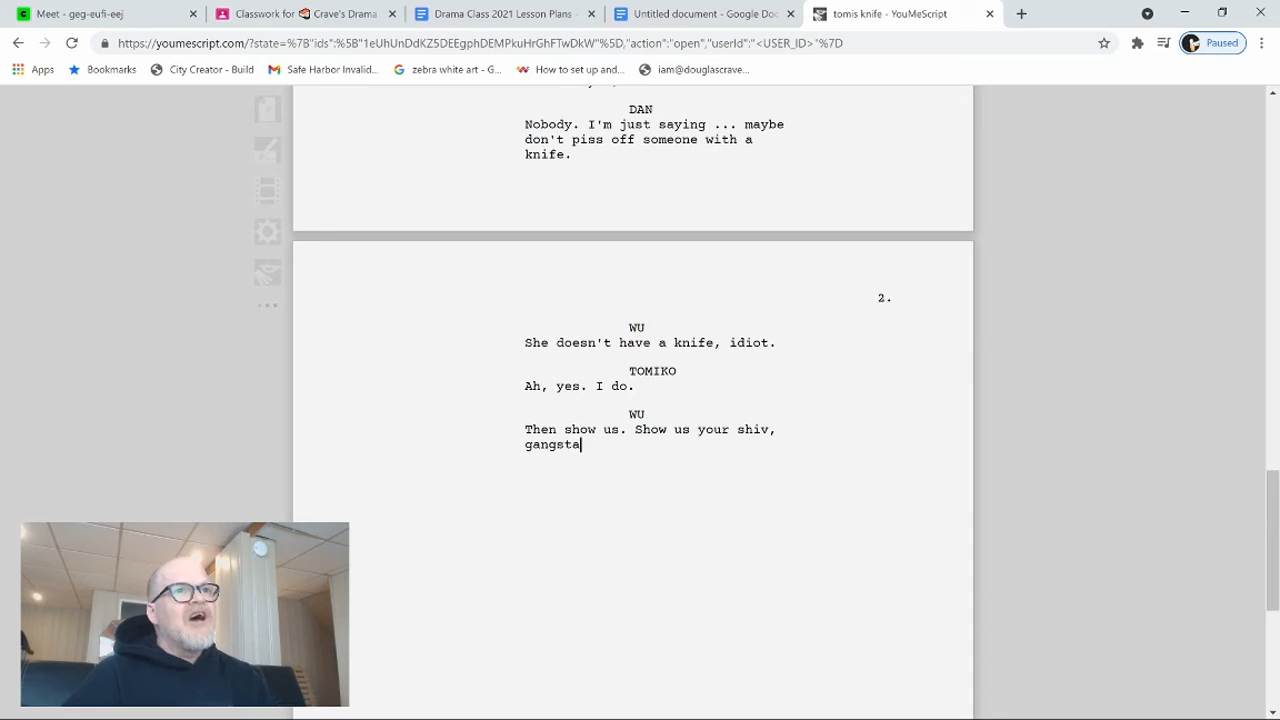 Meet - geg-eufi-eej
Classwork for Crave's Drama
Drama Class 2021 Lesson Plans -
Untitled document - Google Doc
tomis knife - YouMeScript
https://youmescript.com/?state=%7B"ids":%5B"1eUhUnDdKZ5DEEgphDEMPtuHrGhFTwDkW"%5D,"action":"open","userId":"<USER_ID>"%7D
Paused
Apps
Bookmarks
City Creator - Build
Safe Harbor Invalid...
zebra white art - G...
How to set up and...
iam@douglascrave...
DAN
Nobody. I'm just saying ... maybe
don't piss off someone with a
knife.
2.
WU
She doesn't have a knife, idiot.
TOMIKO
Ah, yes. I do.
WU
Then show us. Show us your shiv,
gangsta